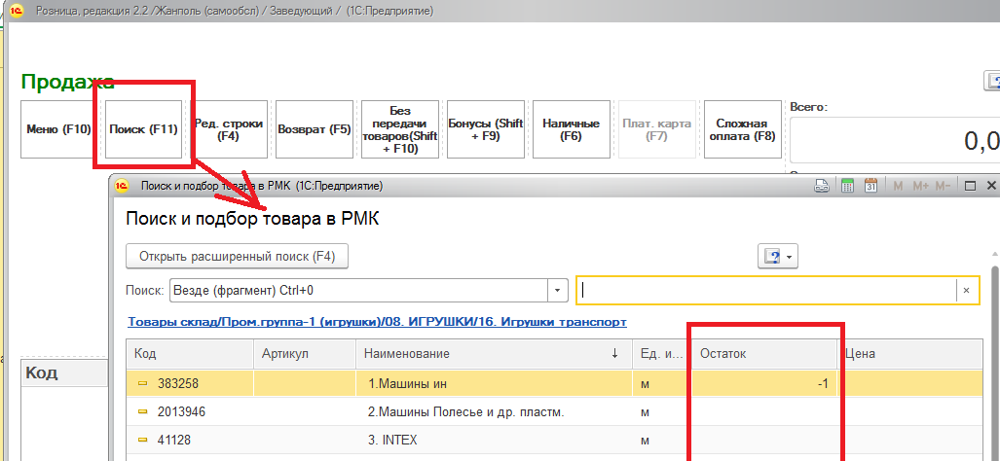 Розница, редакция 2.2 /Жанполь (самообсл) / Заведующий / (1С:Предприятие)
Продажа
Меню (F10)
Поиск (F11)
Ред. строки
(F4)
Возврат (F5)
Без
передачи
товаров(Shift
+ F10)
Бонусы (Shift
+ F9)
Наличные
(F6)
Плат. карта
(F7)
Сложная
оплата (F8)
Всего:
0,0
Поиск и подбор товара в РМК (1С:Предприятие)
M M+ M-
Поиск и подбор товара в РМК
Открыть расширенный поиск (F4)
Поиск: Везде (фрагмент) Ctrl+0
Товары склад/Пром.группа-1 (игрушки)/08. ИГРУШКИ/16. Игрушки транспорт
Код Артикул Наименование Ед. и... Остаток Цена
383258 1.Машины ин м -1
2013946 2.Машины Полесье и др. пластм. м
41128 3. INTEX м
Код